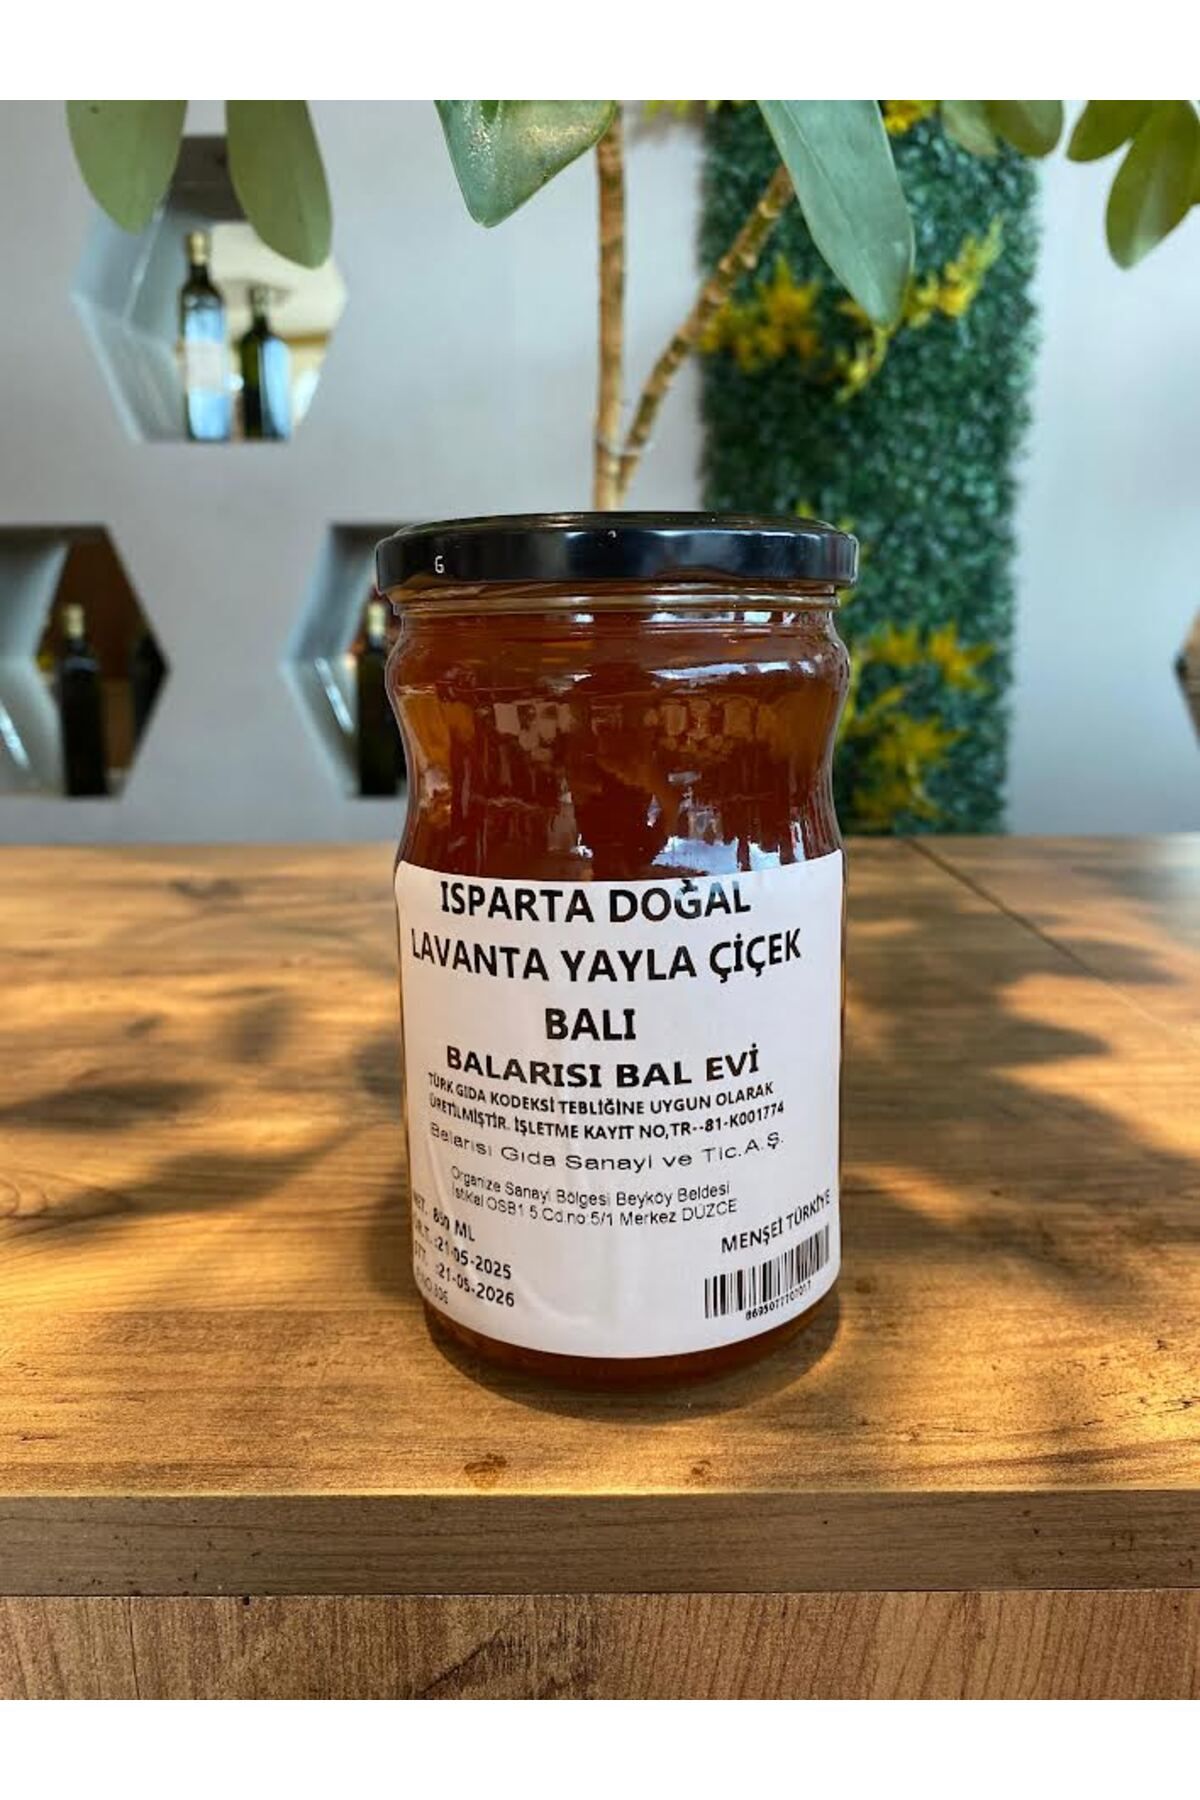 G
ISPARTA DOĞAL
LAVANTA YAYLA ÇİÇEK
BALI
BALARISI BAL EVİ
TÜRK GIDA KODEKSİ TEBLİĞİNE UYGUN OLARAK
ÜRETİLMİŞTİR. İŞLETME KAYIT NO,TR--81-K001774
Balarısı Gıda Sanayi ve Tic.A.Ş.
Organize Sanayi Bölgesi Beyköy Beldesi
İstiklal OSB1 5.Cd.no:5/1 Merkez DÜZCE
850 ML
:21-05-2025
:21-05-2026
MENŞEİ TÜRKİYE